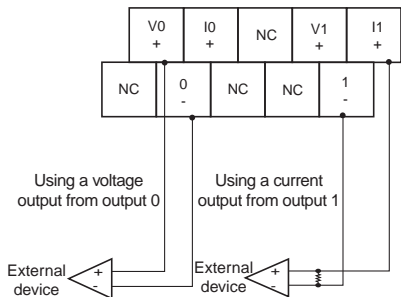 V0 I0 NC V1 I1
+ + + +
NC 0 NC NC 1
- -
Using a voltage
output from output 0
Using a current
output from output 1
External
device
+
-
External
device
+
-